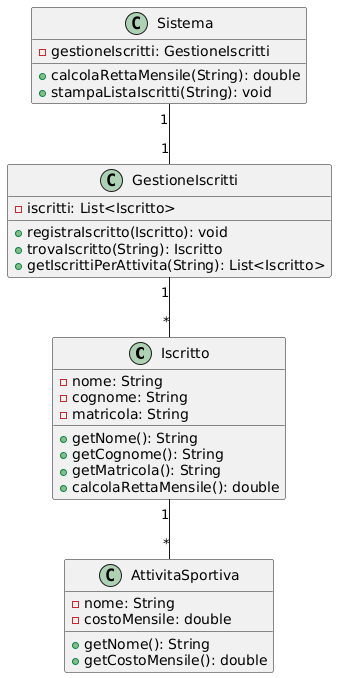 C Sistema
gestioneIscritti: GestioneIscritti
calcolaRettaMensile(String): double
stampaListaIscritti(String): void
1
1
C GestioneIscritti
iscritti: List<Iscritto>
registraIscritto(Iscritto): void
trovaIscritto(String): Iscritto
getIscrittiPerAttivita(String): List<Iscritto>
1
*
C Iscritto
nome: String
cognome: String
matricola: String
getNome(): String
getCognome(): String
getMatricola(): String
calcolaRettaMensile(): double
1
*
C AttivitaSportiva
nome: String
costoMensile: double
getNome(): String
getCostoMensile(): double